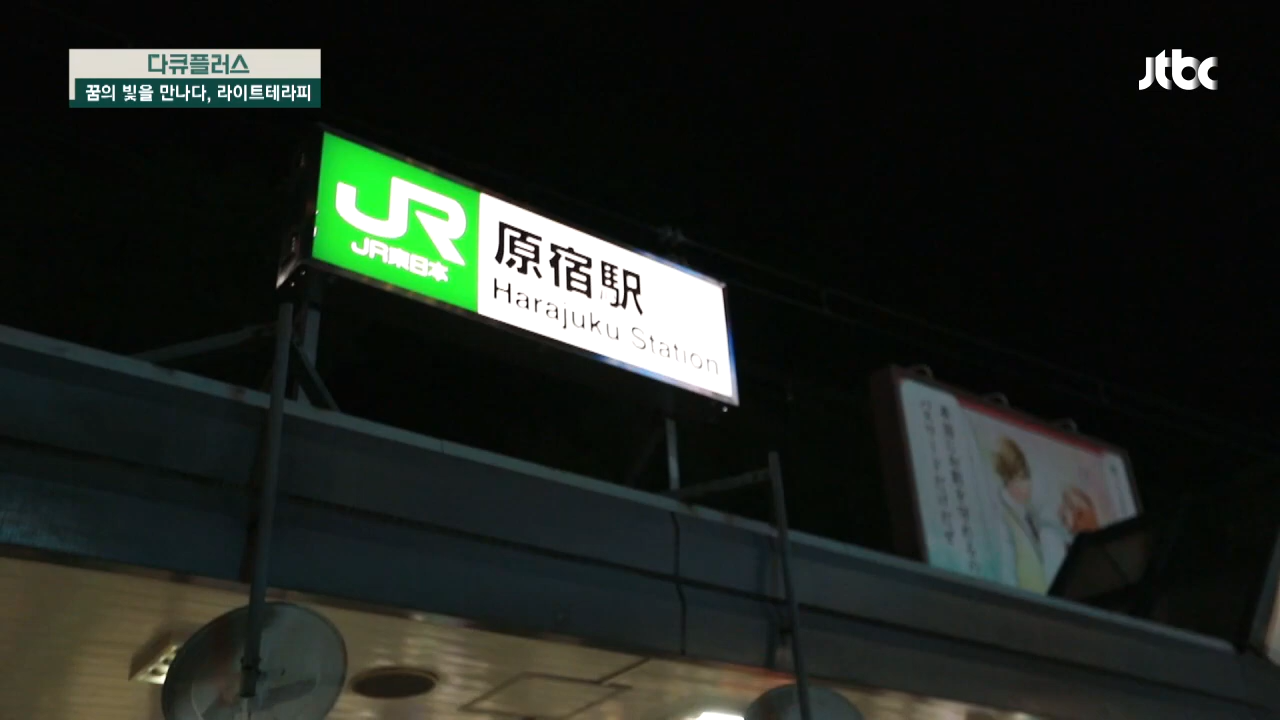 다큐플러스
꿈의 빛을 만나다, 라이트테라피
jtbc
JR
JR東日本
原宿駅
Harajuku Station